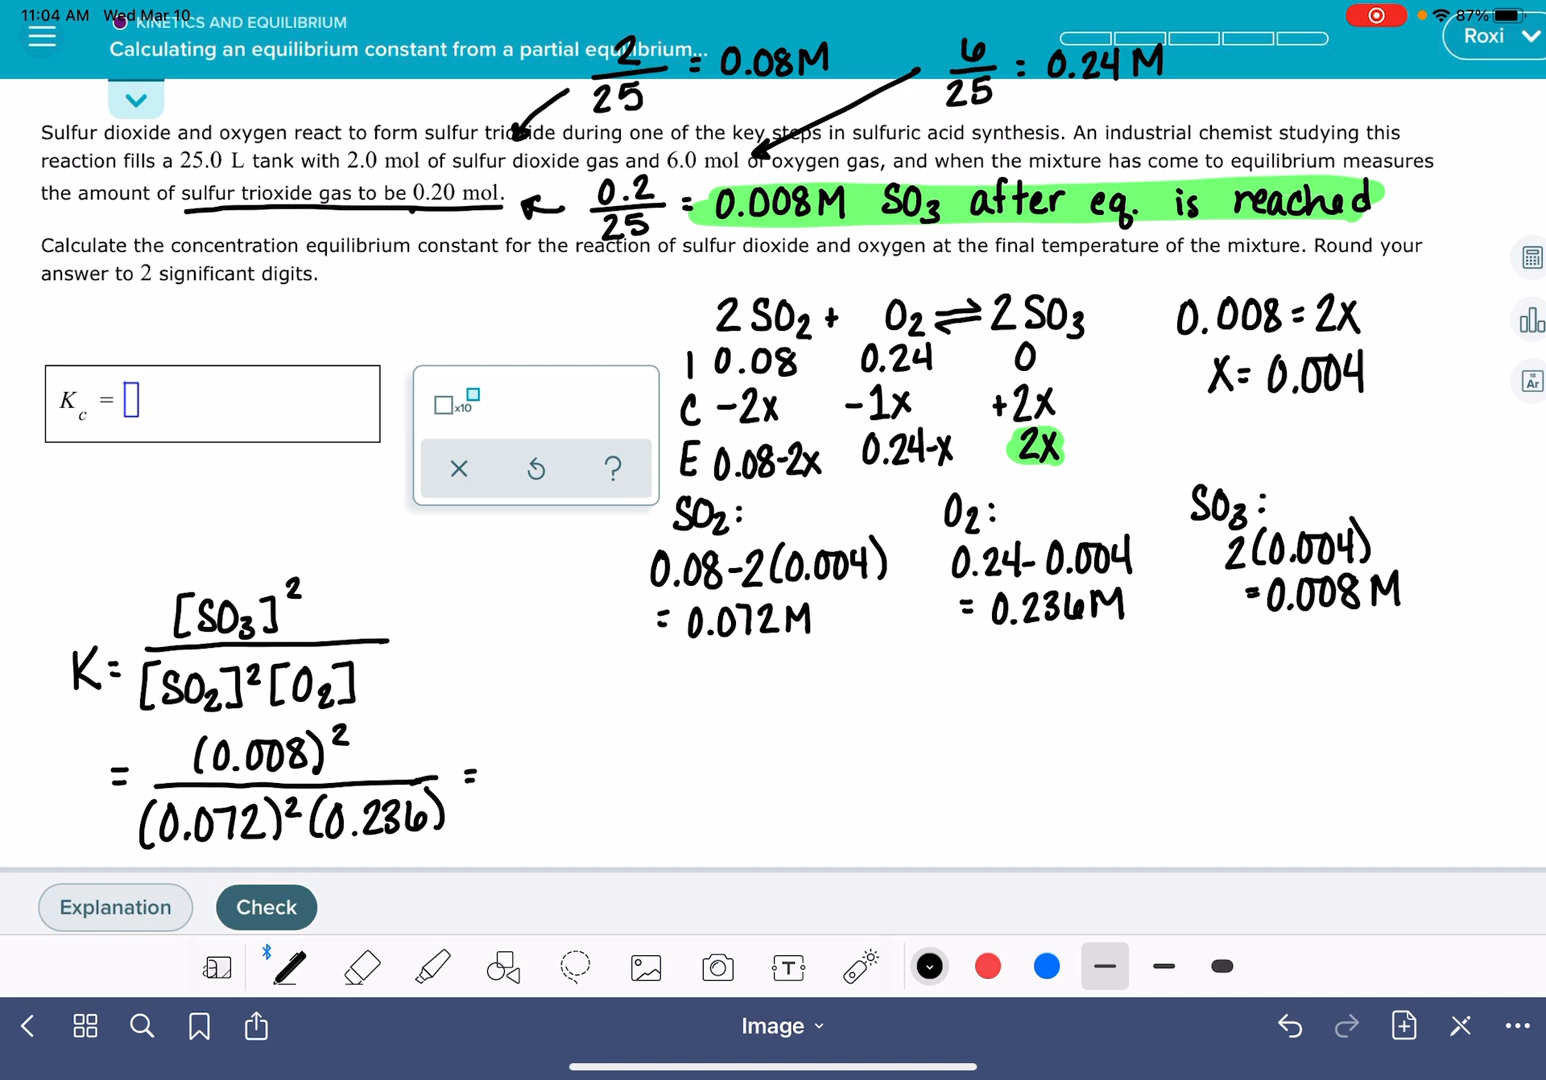 11:04 AM Wed Mar 10
87%
KINETICS AND EQUILIBRIUM
Calculating an equilibrium constant from a partial equilibrium...
Roxi
2/25 = 0.08M
6/25 = 0.24 M
Sulfur dioxide and oxygen react to form sulfur trioxide during one of the key steps in sulfuric acid synthesis. An industrial chemist studying this
reaction fills a 25.0 L tank with 2.0 mol of sulfur dioxide gas and 6.0 mol of oxygen gas, and when the mixture has come to equilibrium measures
the amount of sulfur trioxide gas to be 0.20 mol.
0.2/25 = 0.008M SO₃ after eq. is reached
Calculate the concentration equilibrium constant for the reaction of sulfur dioxide and oxygen at the final temperature of the mixture. Round your
answer to 2 significant digits.
2 SO₂ + O₂ ⇌ 2 SO₃
I 0.08 0.24 0
C -2x -1x +2x
E 0.08-2x 0.24-x 2x
0.008 = 2x
x = 0.004
K_c = 
x10
× ?
18
Ar
SO₂:
0.08-2(0.004)
= 0.072M
O₂:
0.24-0.004
= 0.236M
SO₃:
2(0.004)
=0.008M
K = [SO₃]² / [SO₂]²[O₂]
= (0.008)² / (0.072)²(0.236) =
Explanation
Check
T
Image